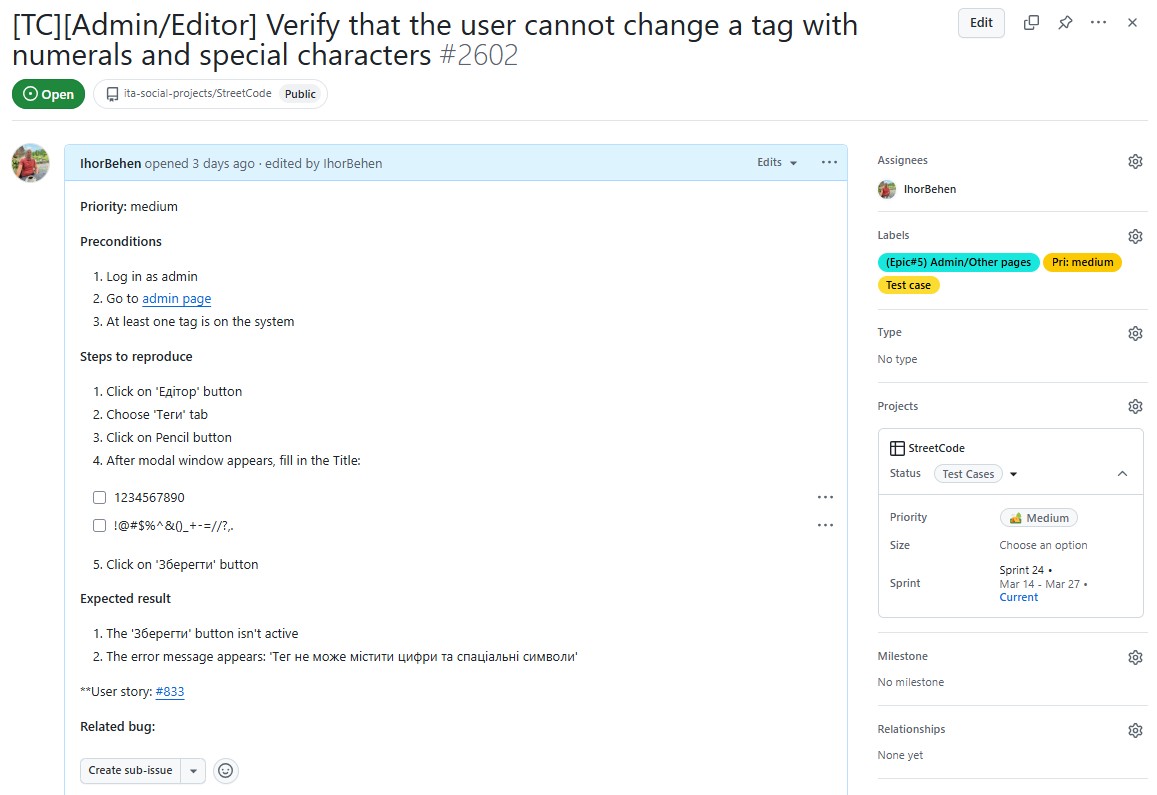 [TC][Admin/Editor] Verify that the user cannot change a tag with
numerals and special characters #2602
Edit
Open
ita-social-projects/StreetCode
Public
IhorBehen opened 3 days ago · edited by IhorBehen
Edits
Priority: medium
Preconditions
1. Log in as admin
2. Go to admin page
3. At least one tag is on the system
Steps to reproduce
1. Click on 'Едітор' button
2. Choose 'Теги' tab
3. Click on Pencil button
4. After modal window appears, fill in the Title:
1234567890
!@#$%^&()_+-=//?,.
5. Click on 'Зберегти' button
Expected result
1. The 'Зберегти' button isn't active
2. The error message appears: 'Тег не може містити цифри та спаціальні символи'
**User story: #833
Related bug:
Create sub-issue
Assignees
IhorBehen
Labels
(Epic#5) Admin/Other pages
Pri: medium
Test case
Type
No type
Projects
StreetCode
Status
Test Cases
Priority
Medium
Size
Choose an option
Sprint
Sprint 24 •
Mar 14 - Mar 27 •
Current
Milestone
No milestone
Relationships
None yet